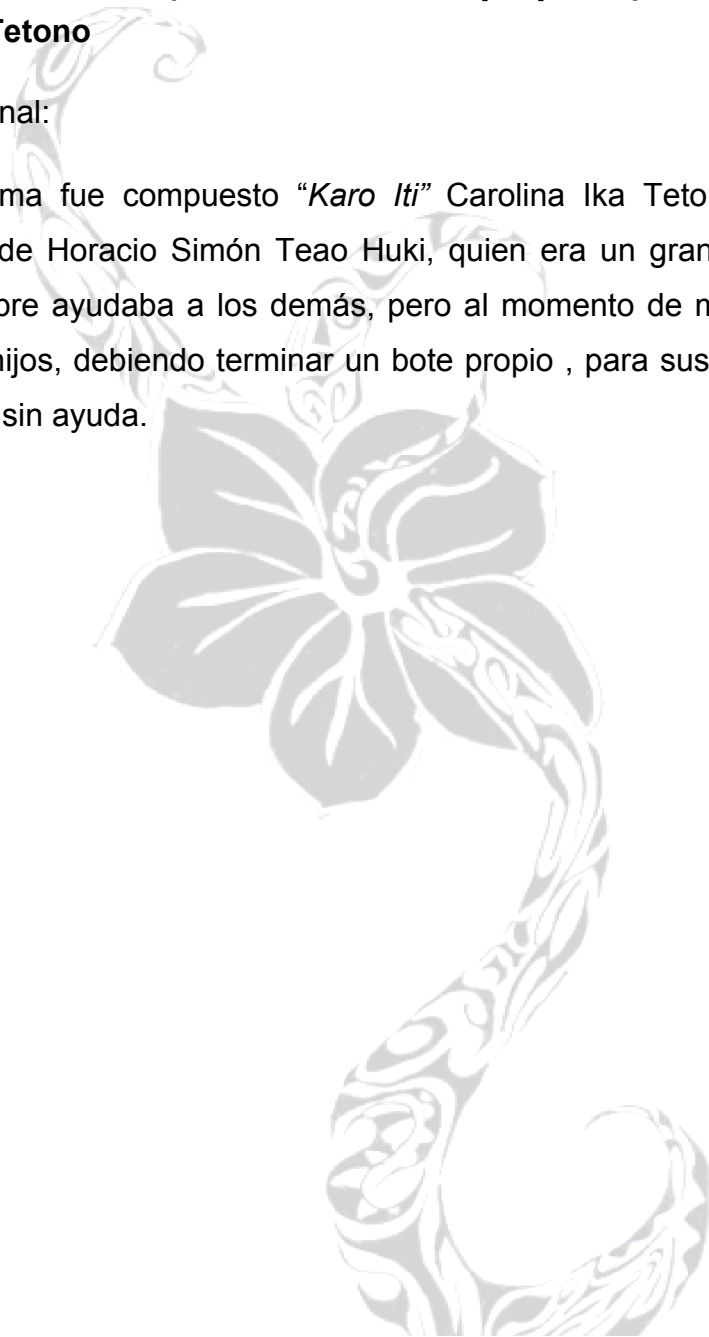 Tetono
nal:
ma fue compuesto “Karo Iti” Carolina Ika Teto
de Horacio Simón Teao Huki, quien era un gran
bre ayudaba a los demás, pero al momento de m
hijos, debiendo terminar un bote propio , para sus
sin ayuda.